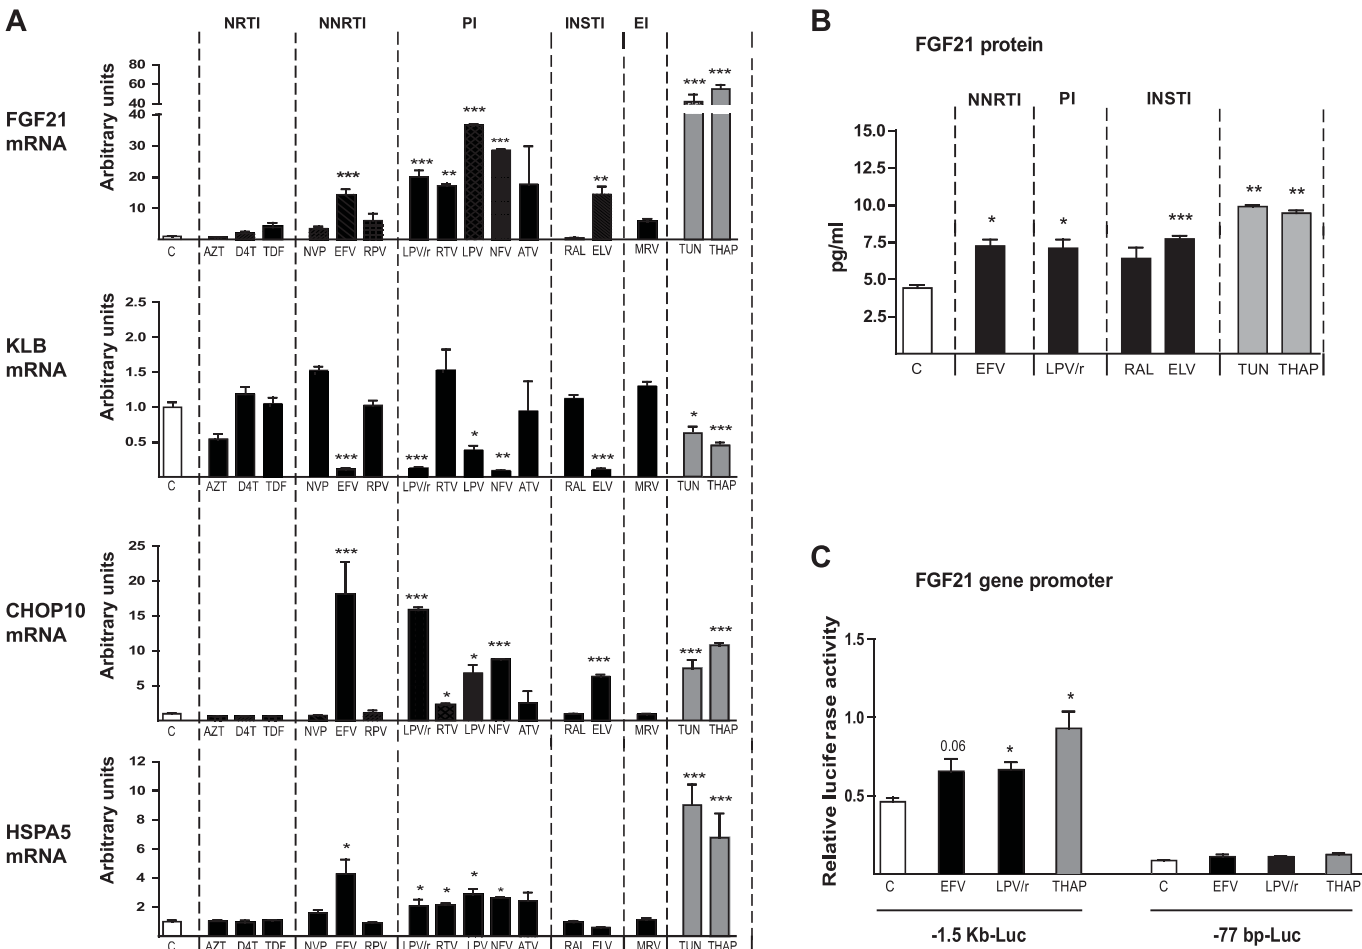 A
NRTI NNRTI PI INSTI EI
FGF21
mRNA
Arbitrary units
Arbitrary units
80
60
40
40
30
20
10
*** ** *** *** *** ** *** ***
C AZT D4T TDF NVP EFV RPV LPV/r RTV LPV NFV ATV RAL ELV MRV TUN THAP
KLB
mRNA
Arbitrary units
2.5
2.0
1.5
1.0
0.5
*** *** * ** *** * ***
C AZT D4T TDF NVP EFV RPV LPV/r RTV LPV NFV ATV RAL ELV MRV TUN THAP
CHOP10
mRNA
Arbitrary units
25
20
15
10
5
*** *** * * *** *** *** ***
C AZT D4T TDF NVP EFV RPV LPV/r RTV LPV NFV ATV RAL ELV MRV TUN THAP
HSPA5
mRNA
Arbitrary units
12
10
8
6
4
2
* * * * * *** ***
C AZT D4T TDF NVP EFV RPV LPV/r RTV LPV NFV ATV RAL ELV MRV TUN THAP
B
FGF21 protein
NNRTI PI INSTI
pg/ml
15.0
12.5
10.0
7.5
5.0
2.5
* * *** ** **
C EFV LPV/r RAL ELV TUN THAP
C
FGF21 gene promoter
Relative luciferase activity
1.5
1.0
0.5
0.06 * *
C EFV LPV/r THAP C EFV LPV/r THAP
-1.5 Kb-Luc -77 bp-Luc